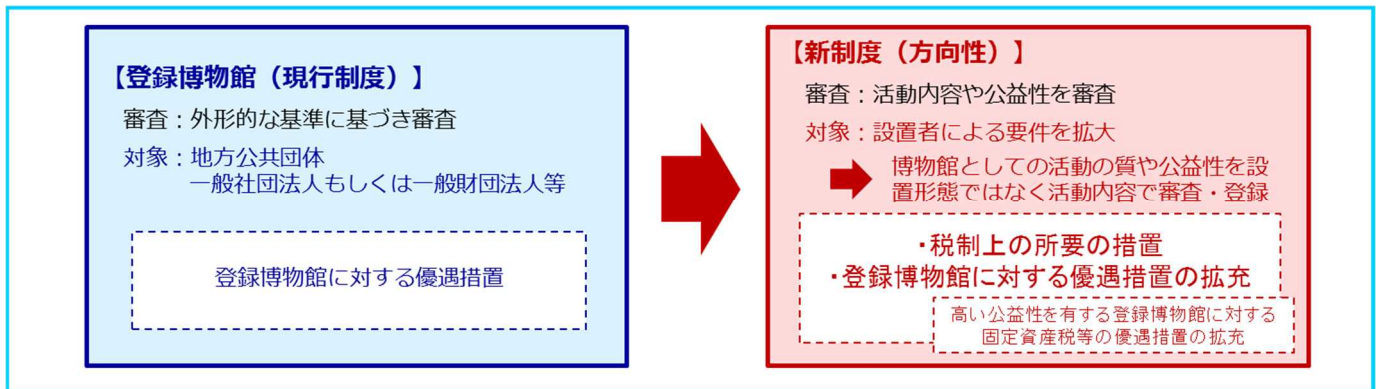 【登録博物館（現行制度）】
審査：外形的な基準に基づき審査
対象：地方公共団体
一般社団法人もしくは一般財団法人等
登録博物館に対する優遇措置
【新制度（方向性）】
審査：活動内容や公益性を審査
対象：設置者による要件を拡大
博物館としての活動の質や公益性を設
置形態ではなく活動内容で審査・登録
・税制上の所要の措置
・登録博物館に対する優遇措置の拡充
高い公益性を有する登録博物館に対する
固定資産税等の優遇措置の拡充